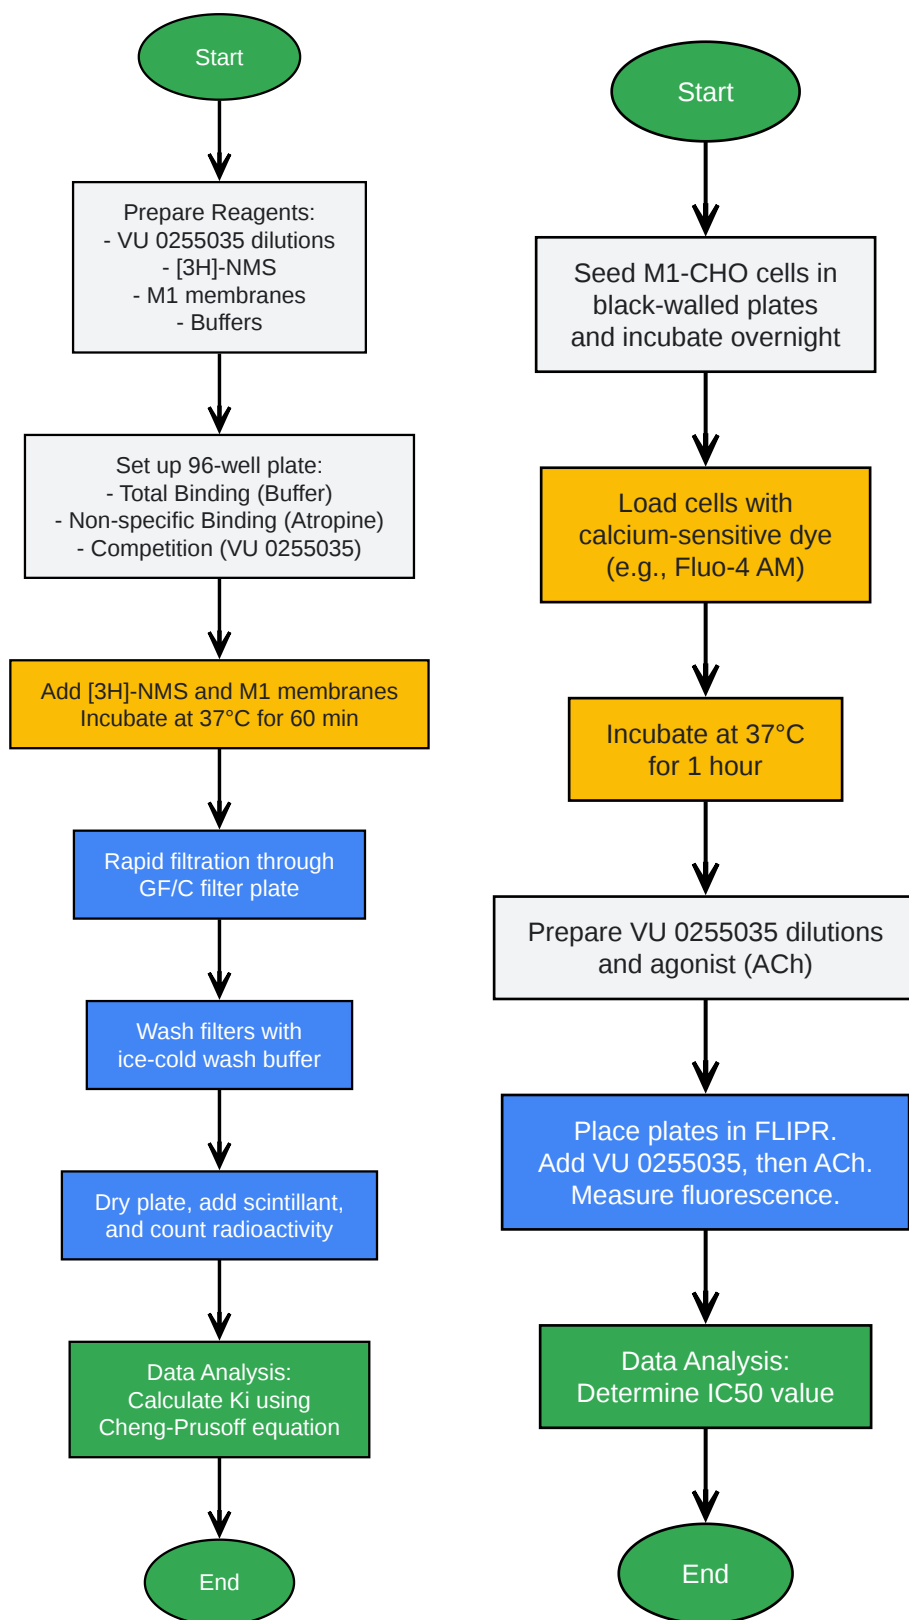 Start
Prepare Reagents:
- VU 0255035 dilutions
- [3H]-NMS
- M1 membranes
- Buffers
Set up 96-well plate:
- Total Binding (Buffer)
- Non-specific Binding (Atropine)
- Competition (VU 0255035)
Add [3H]-NMS and M1 membranes
Incubate at 37°C for 60 min
Rapid filtration through
GF/C filter plate
Wash filters with
ice-cold wash buffer
Dry plate, add scintillant,
and count radioactivity
Data Analysis:
Calculate Ki using
Cheng-Prusoff equation
End
Start
Seed M1-CHO cells in
black-walled plates
and incubate overnight
Load cells with
calcium-sensitive dye
(e.g., Fluo-4 AM)
Incubate at 37°C
for 1 hour
Prepare VU 0255035 dilutions
and agonist (ACh)
Place plates in FLIPR.
Add VU 0255035, then ACh.
Measure fluorescence.
Data Analysis:
Determine IC50 value
End